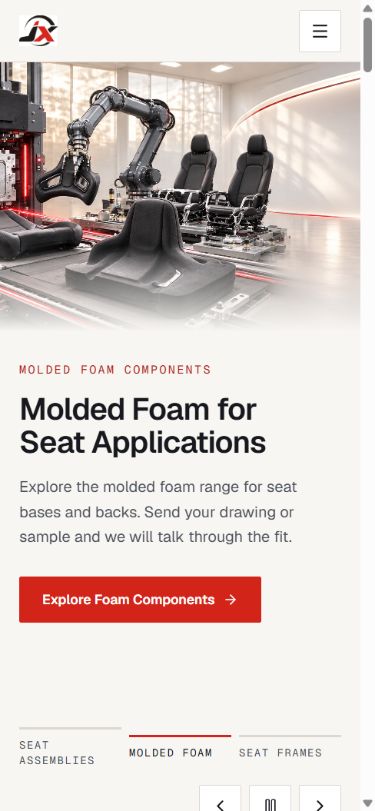 JX
MOLDED FOAM COMPONENTS
Molded Foam for
Seat Applications
Explore the molded foam range for seat
bases and backs. Send your drawing or
sample and we will talk through the fit.
Explore Foam Components →
SEAT
ASSEMBLIES
MOLDED FOAM
SEAT FRAMES